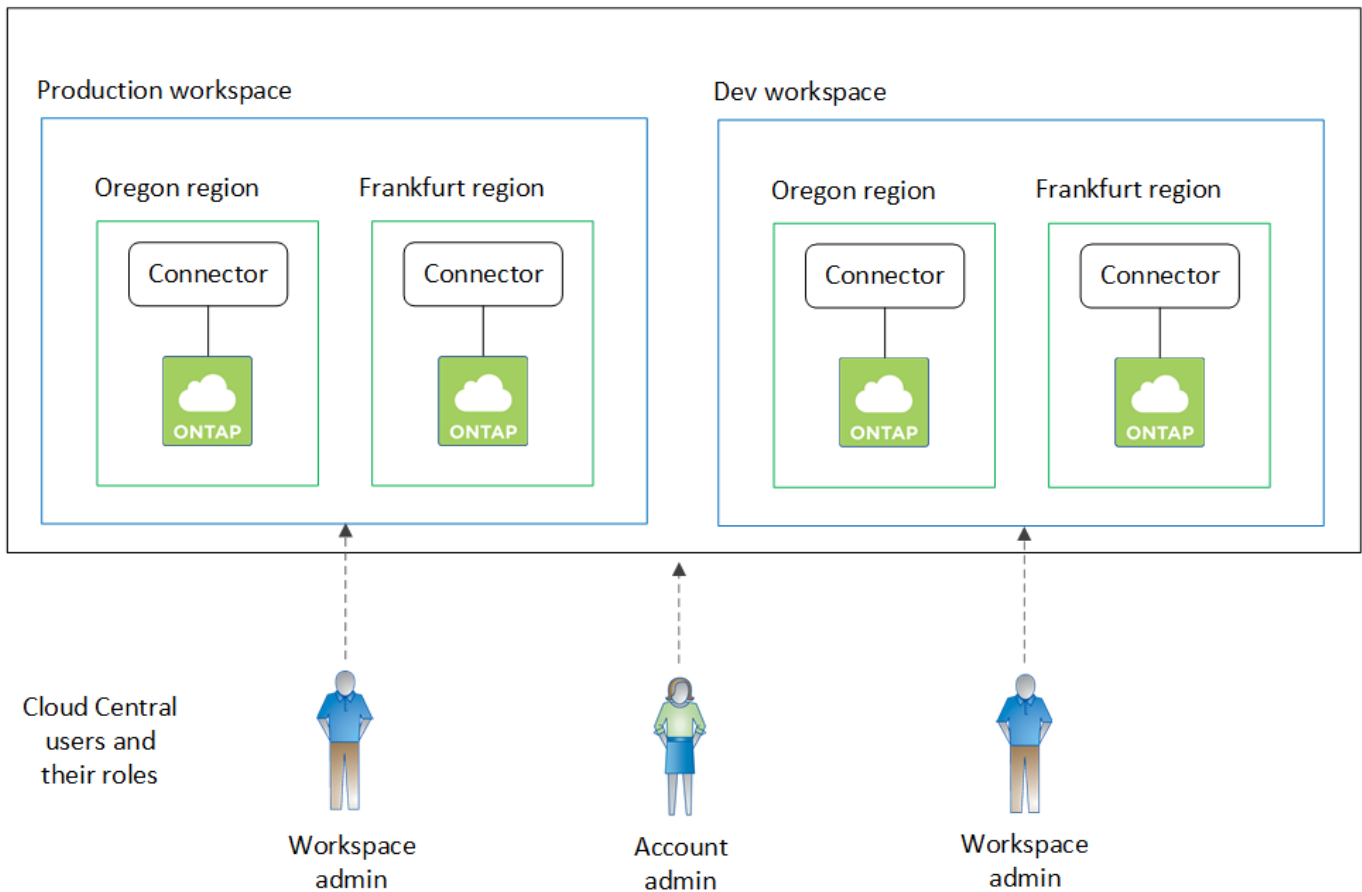 Production workspace
Dev workspace
Oregon region
Frankfurt region
Oregon region
Frankfurt region
Connector
Connector
Connector
Connector
ONTAP
ONTAP
ONTAP
ONTAP
Cloud Central
users and
their roles
Workspace
admin
Account
admin
Workspace
admin